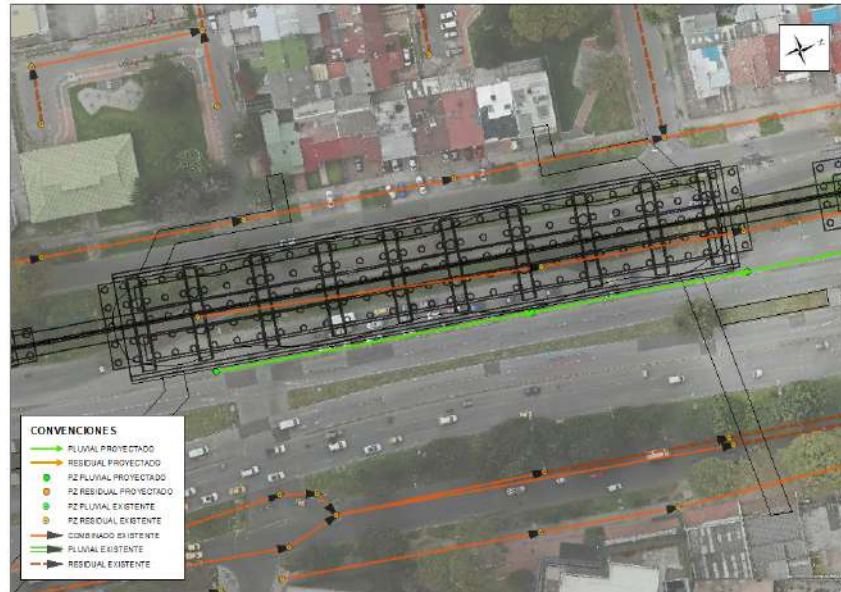 CONVENCIONES
PLUVIAL PROYECTADO
RESIDUAL PROYECTADO
PZ PLUVIAL PROYECTADO
PZ RESIDUAL PROYECTADO
PZ PLUVIAL EXISTENTE
PZ RESIDUAL EXISTENTE
COMBINADO EXISTENTE
PLUVIAL EXISTENTE
RESIDUAL EXISTENTE